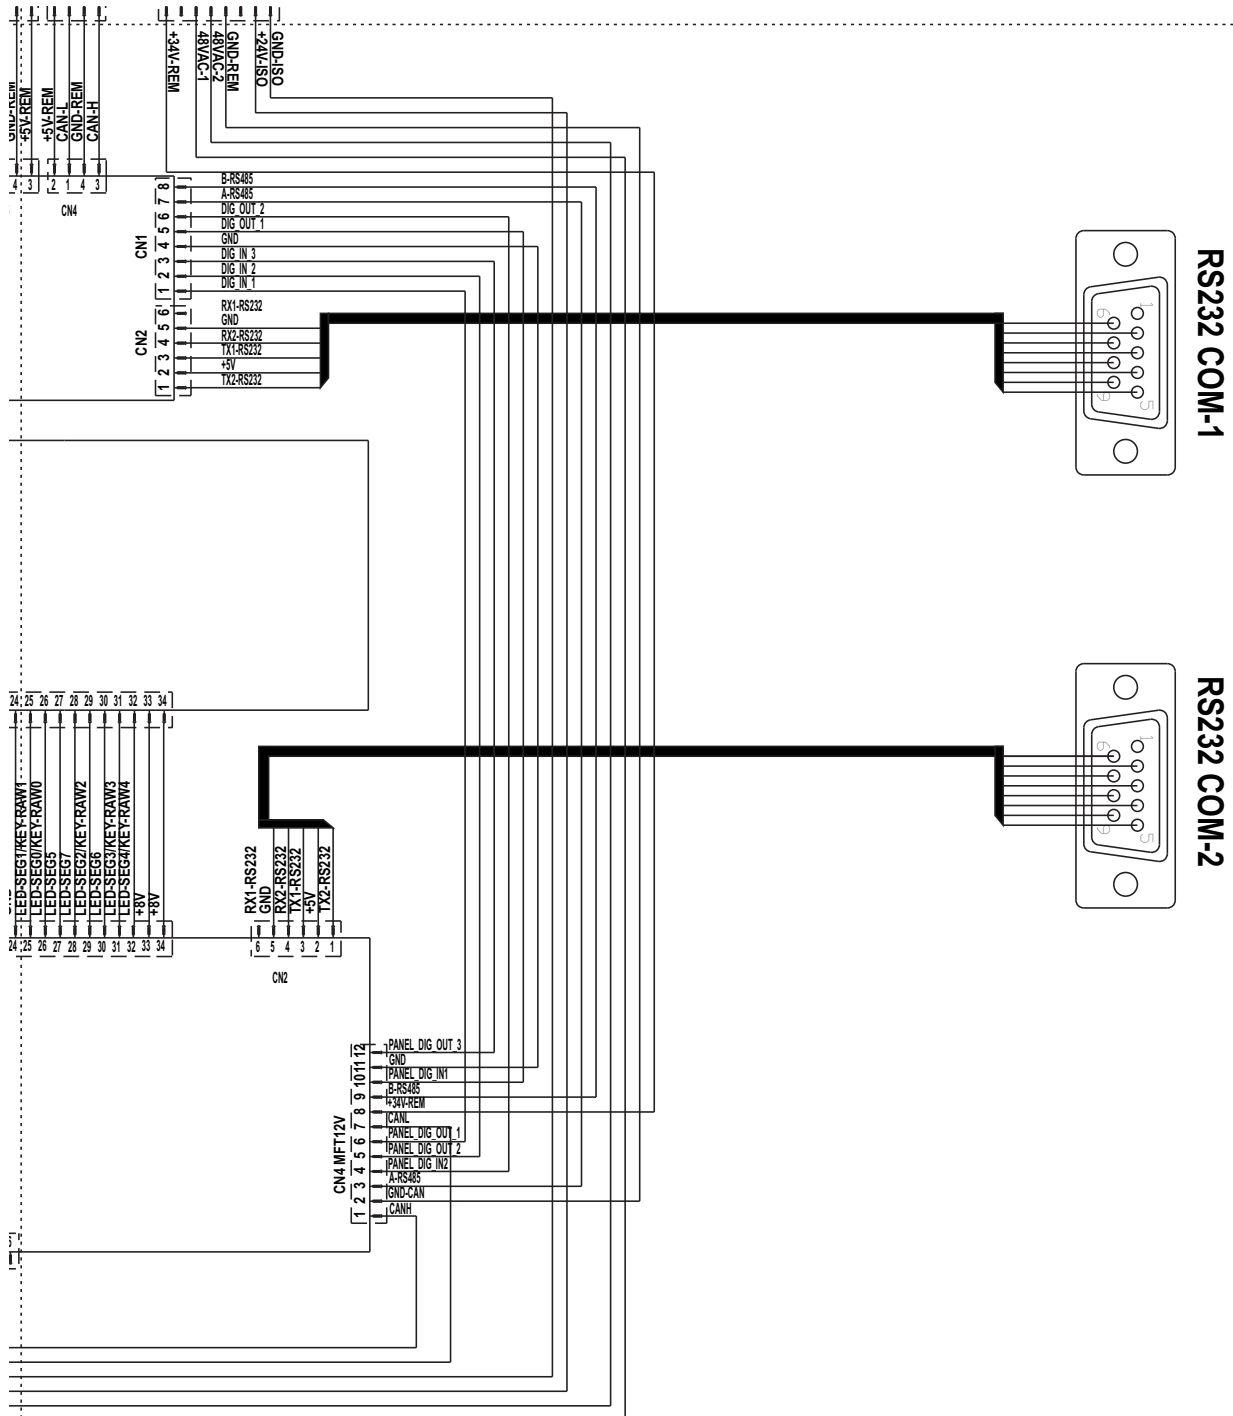 +34V-REM
48VAC-1
48VAC-2
GND-REM
+24V-ISO
GND-ISO
GND-REM
+5V-REM
+5V-REM
CAN-L
GND-REM
CAN-H
4 3
2 1 4 3
CN4
CN1
8 B-RS485
7 A-RS485
6 DIG_OUT_2
5 DIG_OUT_1
4 GND
3 DIG_IN_3
2 DIG_IN_2
1 DIG_IN_1
CN2
6 RX1-RS232
5 GND
4 RX2-RS232
3 TX1-RS232
2 +5V
1 TX2-RS232
RS232 COM-1
1
6
9
5
RS232 COM-2
1
6
9
5
24 25 26 27 28 29 30 31 32 33 34
LED-SEG1/KEY-RAW1
LED-SEG0/KEY-RAW0
LED-SEG5
LED-SEG7
LED-SEG2/KEY-RAW2
LED-SEG6
LED-SEG3/KEY-RAW3
LED-SEG4/KEY-RAW4
+8V
+8V
24 25 26 27 28 29 30 31 32 33 34
RX1-RS232
GND
RX2-RS232
TX1-RS232
+5V
TX2-RS232
6 5 4 3 2 1
CN2
CN4 MFT12V
12 PANEL_DIG_OUT_3
11 GND
10 PANEL_DIG_IN1
9 B-RS485
8 +34V-REM
7 CANL
6 PANEL_DIG_OUT_1
5 PANEL_DIG_OUT_2
4 PANEL_DIG_IN2
3 A-RS485
2 GND-CAN
1 CANH